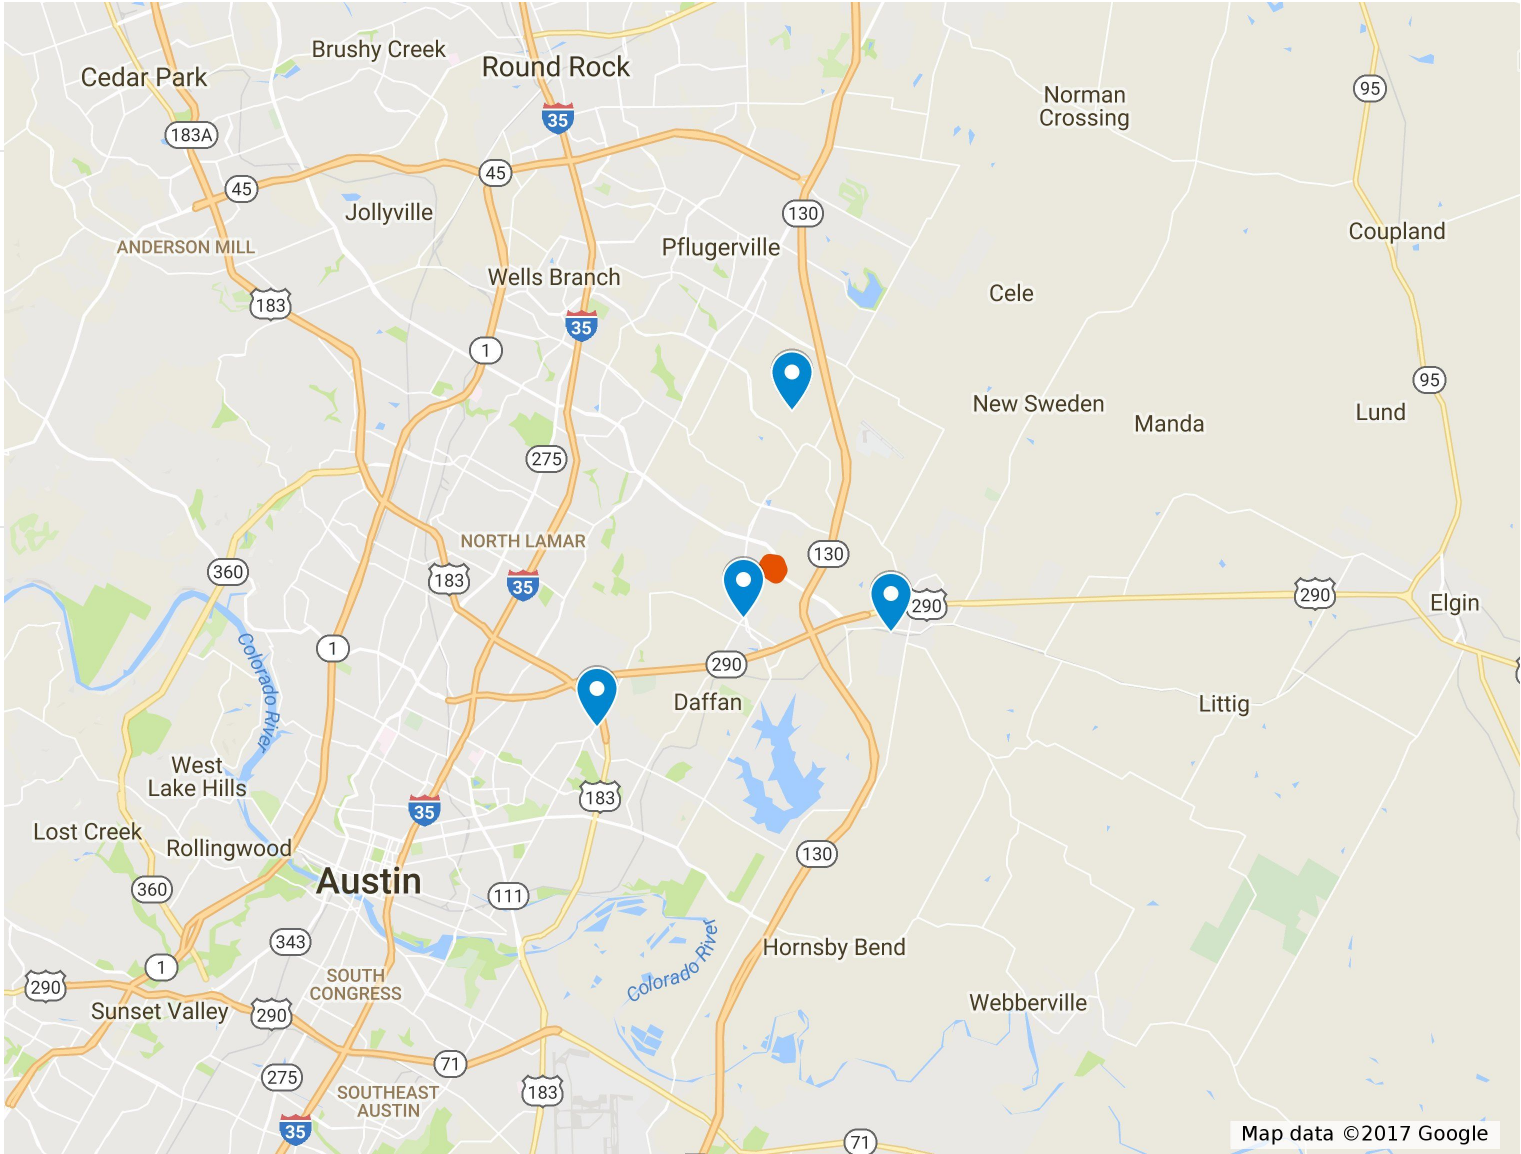 Brushy Creek
Round Rock
Cedar Park
95
Norman
Crossing
35
183A
45
45
Jollyville
130
Coupland
ANDERSON MILL
Pflugerville
Wells Branch
Cele
183
35
1
95
New Sweden
Lund
Manda
275
NORTH LAMAR
130
360
183
35
290
290
Elgin
1
Colorado River
290
Daffan
Littig
West
Lake Hills
183
35
Lost Creek
Rollingwood
130
Austin
360
111
343
Hornsby Bend
Colorado River
1
SOUTH
CONGRESS
290
Webberville
Sunset Valley
290
71
275
SOUTHEAST
AUSTIN
183
35
71
Map data ©2017 Google